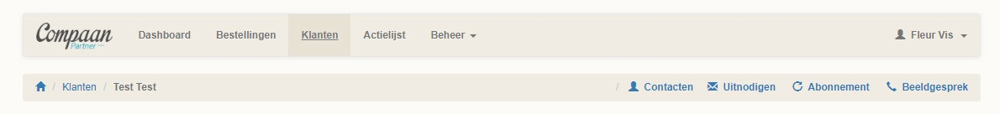 Compaan Partner Dashboard Bestellingen Klanten Actielijst Beheer Fleur Vis
/ Klanten / Test Test / Contacten Uitnodigen Abonnement Beeldgesprek